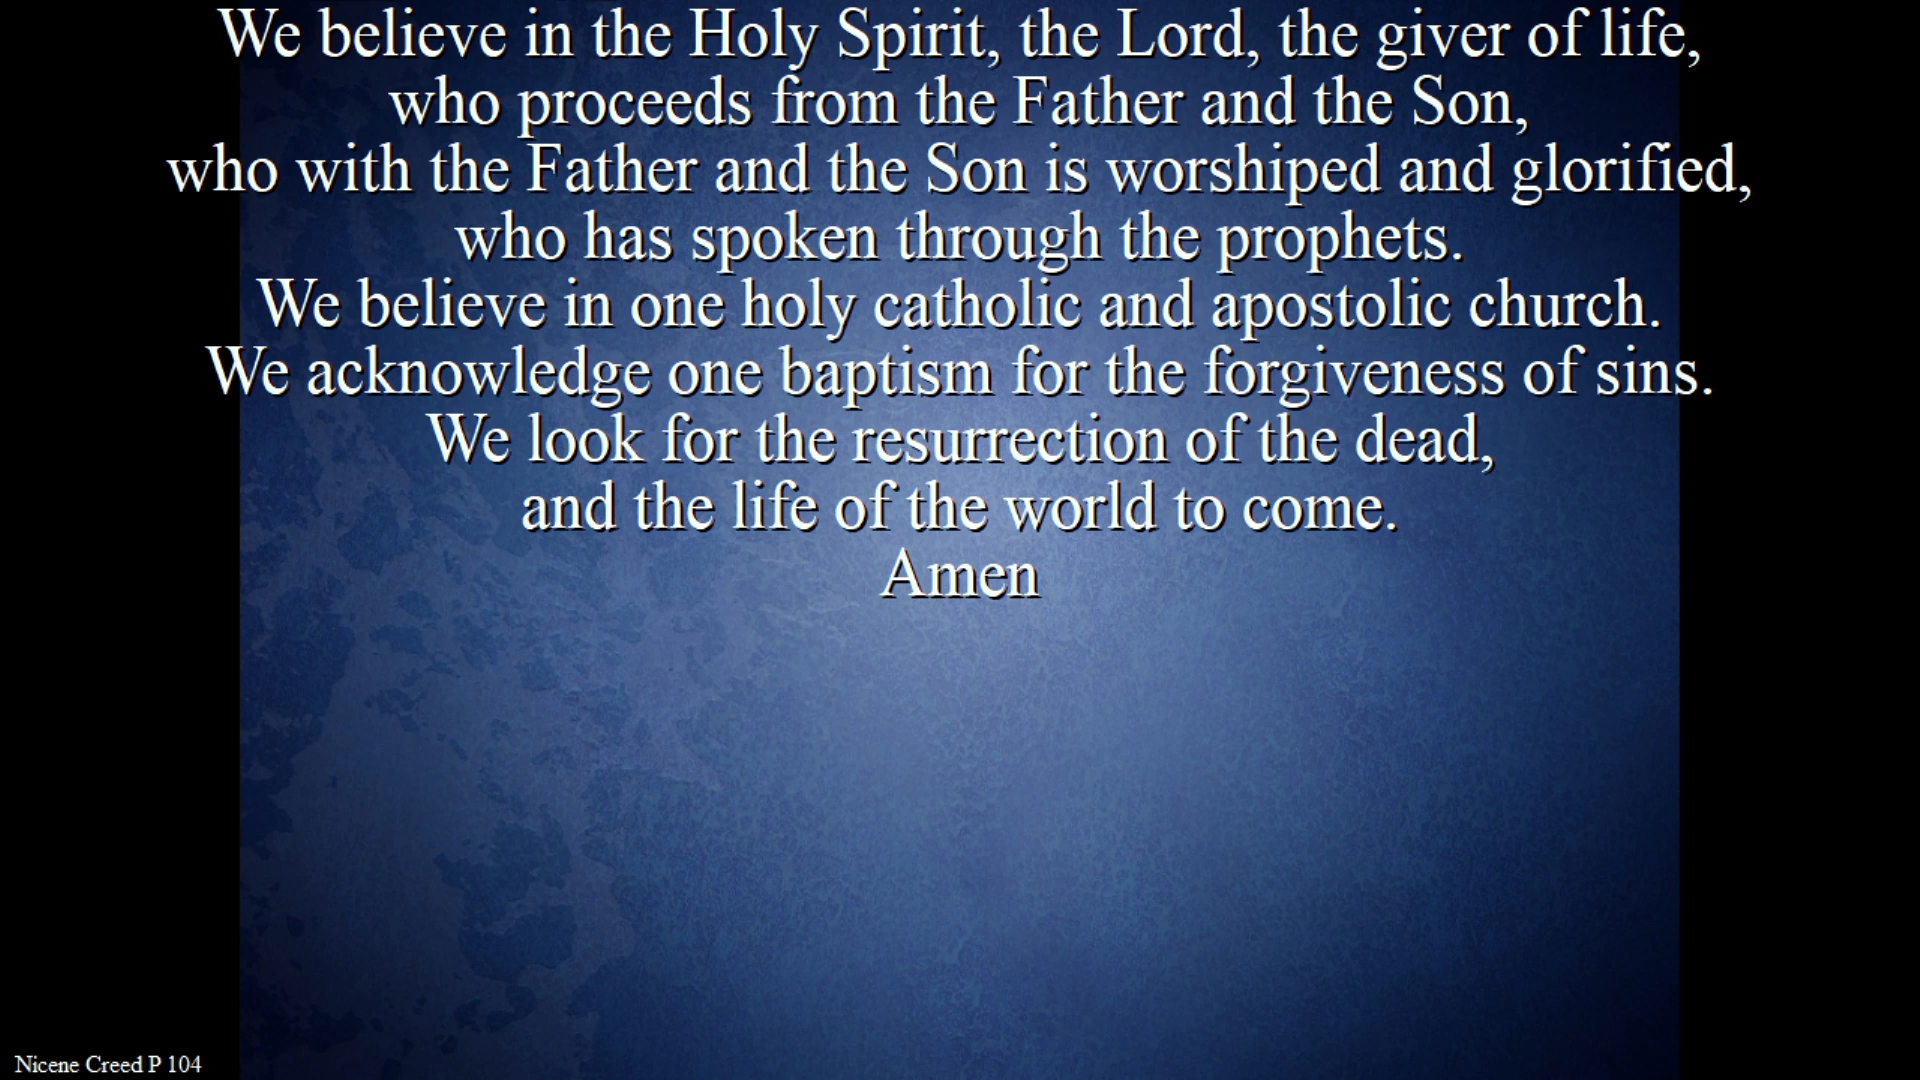 We believe in the Holy Spirit, the Lord, the giver of life,
who proceeds from the Father and the Son,
who with the Father and the Son is worshiped and glorified,
who has spoken through the prophets.
We believe in one holy catholic and apostolic church.
We acknowledge one baptism for the forgiveness of sins.
We look for the resurrection of the dead,
and the life of the world to come.
Amen
Nicene Creed P 104